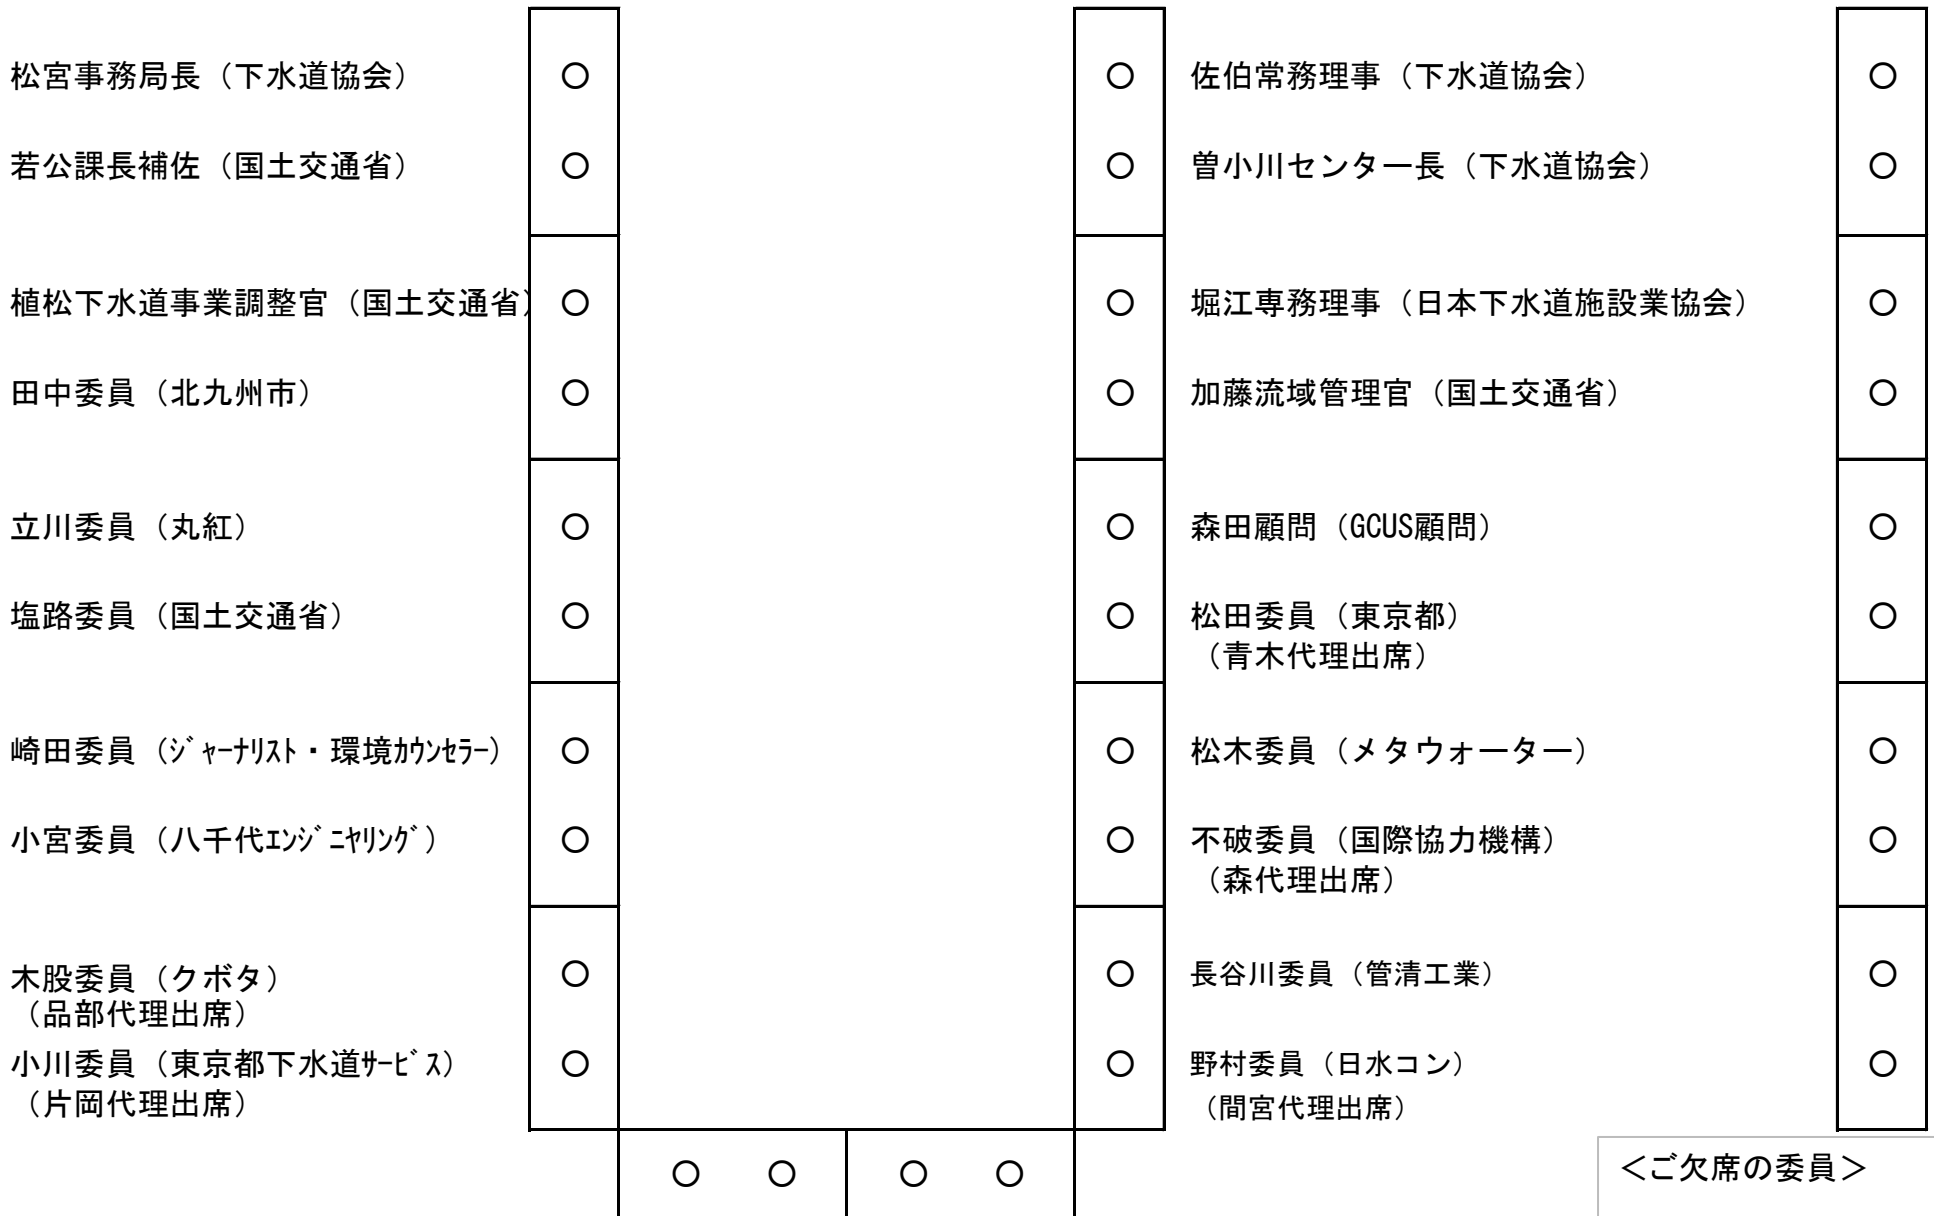 松宮事務局長（下水道協会）
若公課長補佐（国土交通省）
植松下水道事業調整官（国土交通省）
田中委員（北九州市）
立川委員（丸紅）
塩路委員（国土交通省）
崎田委員（ｼﾞｬｰﾅﾘｽﾄ・環境ｶｳﾝｾﾗｰ）
小宮委員（八千代ｴﾝｼﾞﾆﾔﾘﾝｸﾞ）
木股委員（クボタ）
（品部代理出席）
小川委員（東京都下水道ｻｰﾋﾞｽ）
（片岡代理出席）
佐伯常務理事（下水道協会）
曽小川センター長（下水道協会）
堀江専務理事（日本下水道施設業協会）
加藤流域管理官（国土交通省）
森田顧問（GCUS顧問）
松田委員（東京都）
（青木代理出席）
松木委員（メタウォーター）
不破委員（国際協力機構）
（森代理出席）
長谷川委員（管清工業）
野村委員（日水コン）
（間宮代理出席）
＜ご欠席の委員＞